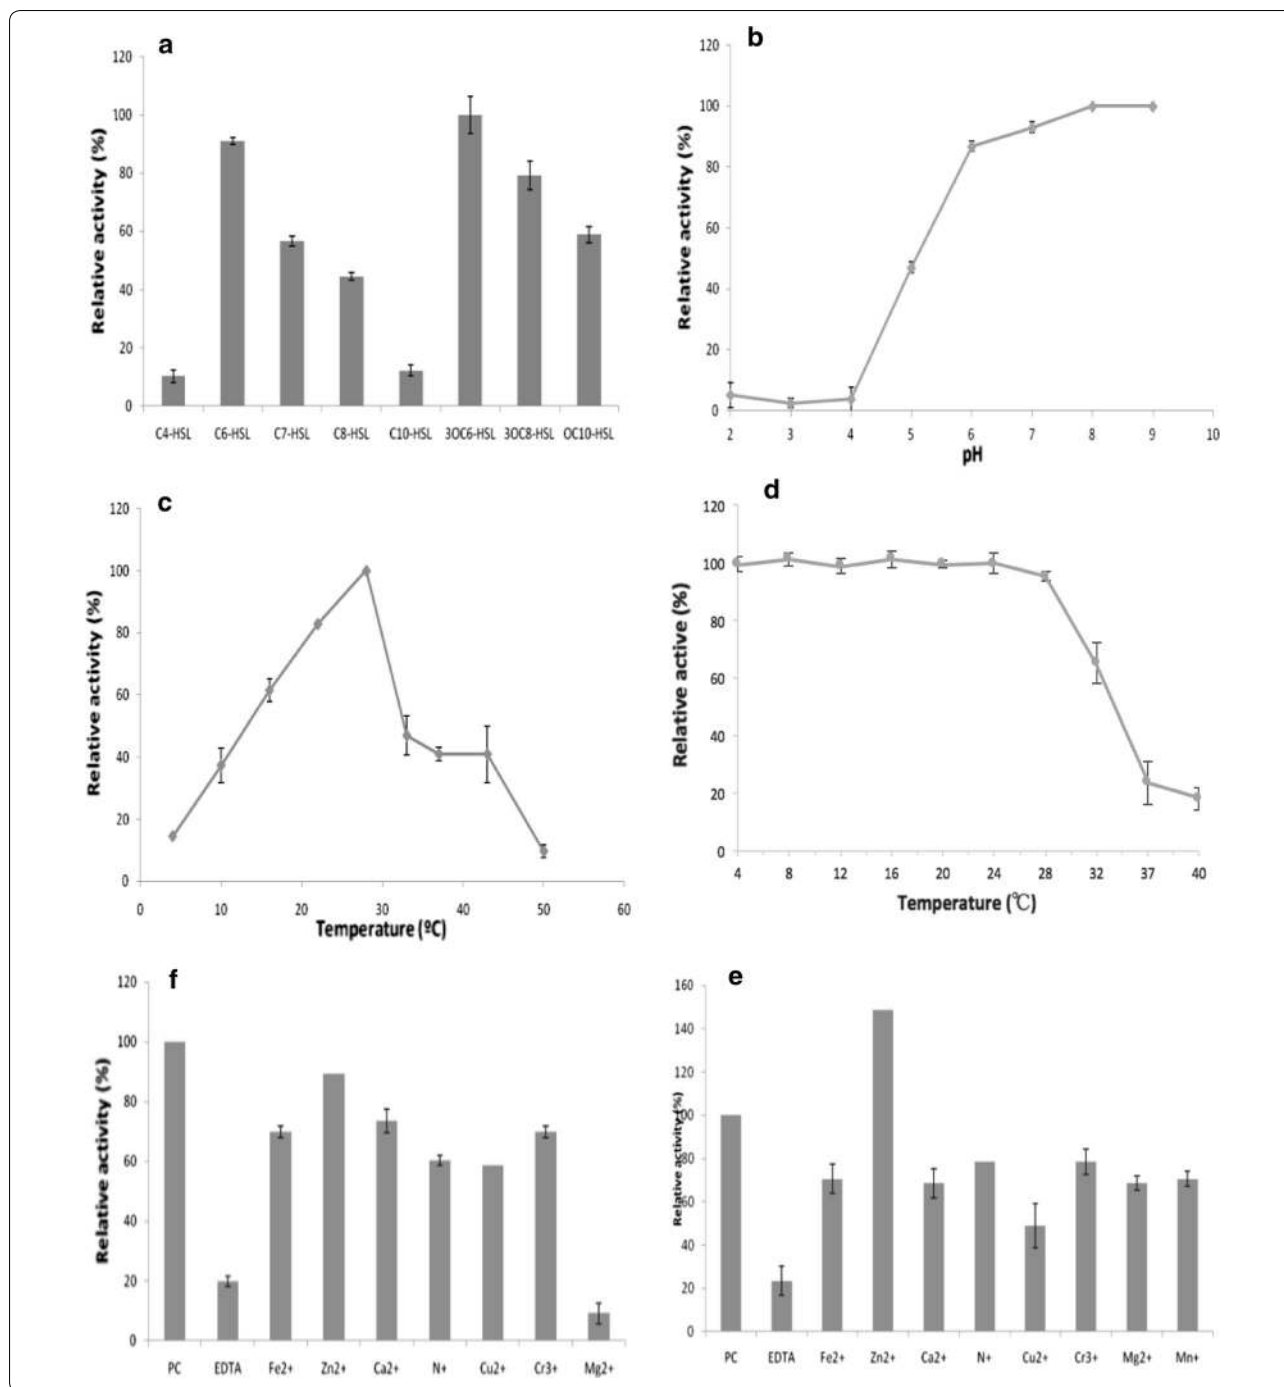 a
120
100
80
60
40
20
0
Relative activity (%)
C4-HSL C6-HSL C7-HSL C8-HSL C10-HSL 3OC6-HSL 3OC8-HSL OC10-HSL
b
120
100
80
60
40
20
0
Relative activity (%)
2 3 4 5 6 7 8 9 10
pH
c
120
100
80
60
40
20
0
Relative activity (%)
0 10 20 30 40 50 60
Temperature (ºC)
d
120
100
80
60
40
20
0
Relative active (%)
4 8 12 16 20 24 28 32 37 40
Temperature (℃)
f
120
100
80
60
40
20
0
Relative activity (%)
PC EDTA Fe2+ Zn2+ Ca2+ N+ Cu2+ Cr3+ Mg2+
e
160
140
120
100
80
60
40
20
0
Relative activity (%)
PC EDTA Fe2+ Zn2+ Ca2+ N+ Cu2+ Cr3+ Mg2+ Mn+